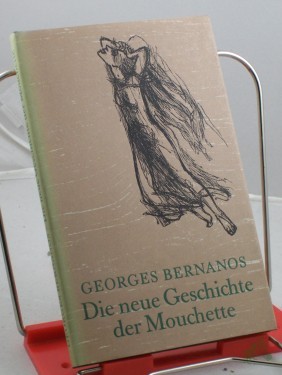 GEORGES BERNANOS
Die neue Geschichte
der Mouchette